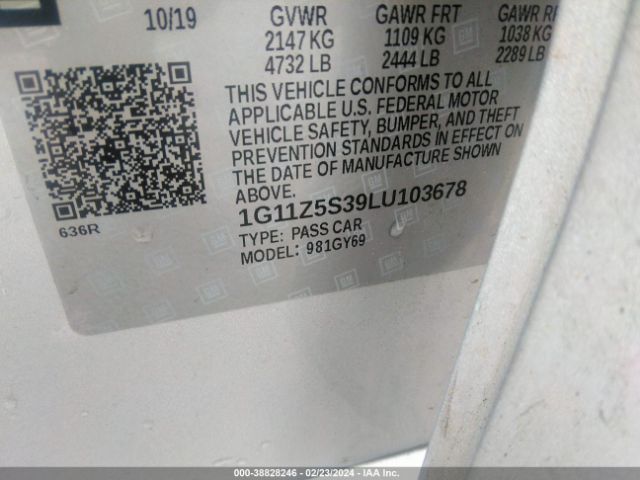 10/19 GVWR GAWR FRT GAWR RR
2147 KG 1109 KG 1038 KG
4732 LB 2444 LB 2289 LB
THIS VEHICLE CONFORMS TO ALL
APPLICABLE U.S. FEDERAL MOTOR
VEHICLE SAFETY, BUMPER, AND THEFT
PREVENTION STANDARDS IN EFFECT ON
THE DATE OF MANUFACTURE SHOWN
ABOVE.
1G11Z5S39LU103678
TYPE: PASS CAR
MODEL: 981GY69
636R
000-38828246 - 02/23/2024 - IAA Inc.